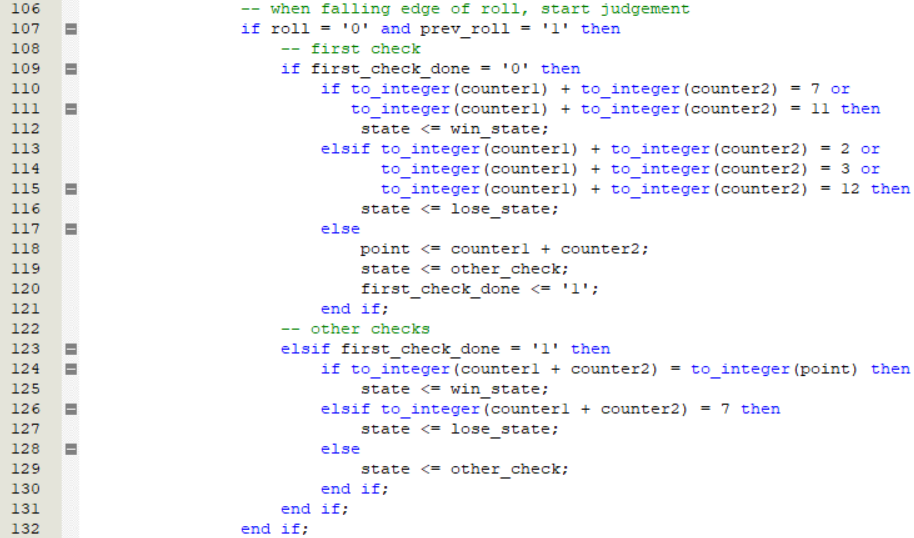 106 -- when falling edge of roll, start judgement
107 if roll = '0' and prev_roll = '1' then
108 -- first check
109 if first_check_done = '0' then
110 if to_integer(counter1) + to_integer(counter2) = 7 or
111 to_integer(counter1) + to_integer(counter2) = 11 then
112 state <= win_state;
113 elsif to_integer(counter1) + to_integer(counter2) = 2 or
114 to_integer(counter1) + to_integer(counter2) = 3 or
115 to_integer(counter1) + to_integer(counter2) = 12 then
116 state <= lose_state;
117 else
118 point <= counter1 + counter2;
119 state <= other_check;
120 first_check_done <= '1';
121 end if;
122 -- other checks
123 elsif first_check_done = '1' then
124 if to_integer(counter1 + counter2) = to_integer(point) then
125 state <= win_state;
126 elsif to_integer(counter1 + counter2) = 7 then
127 state <= lose_state;
128 else
129 state <= other_check;
130 end if;
131 end if;
132 end if;